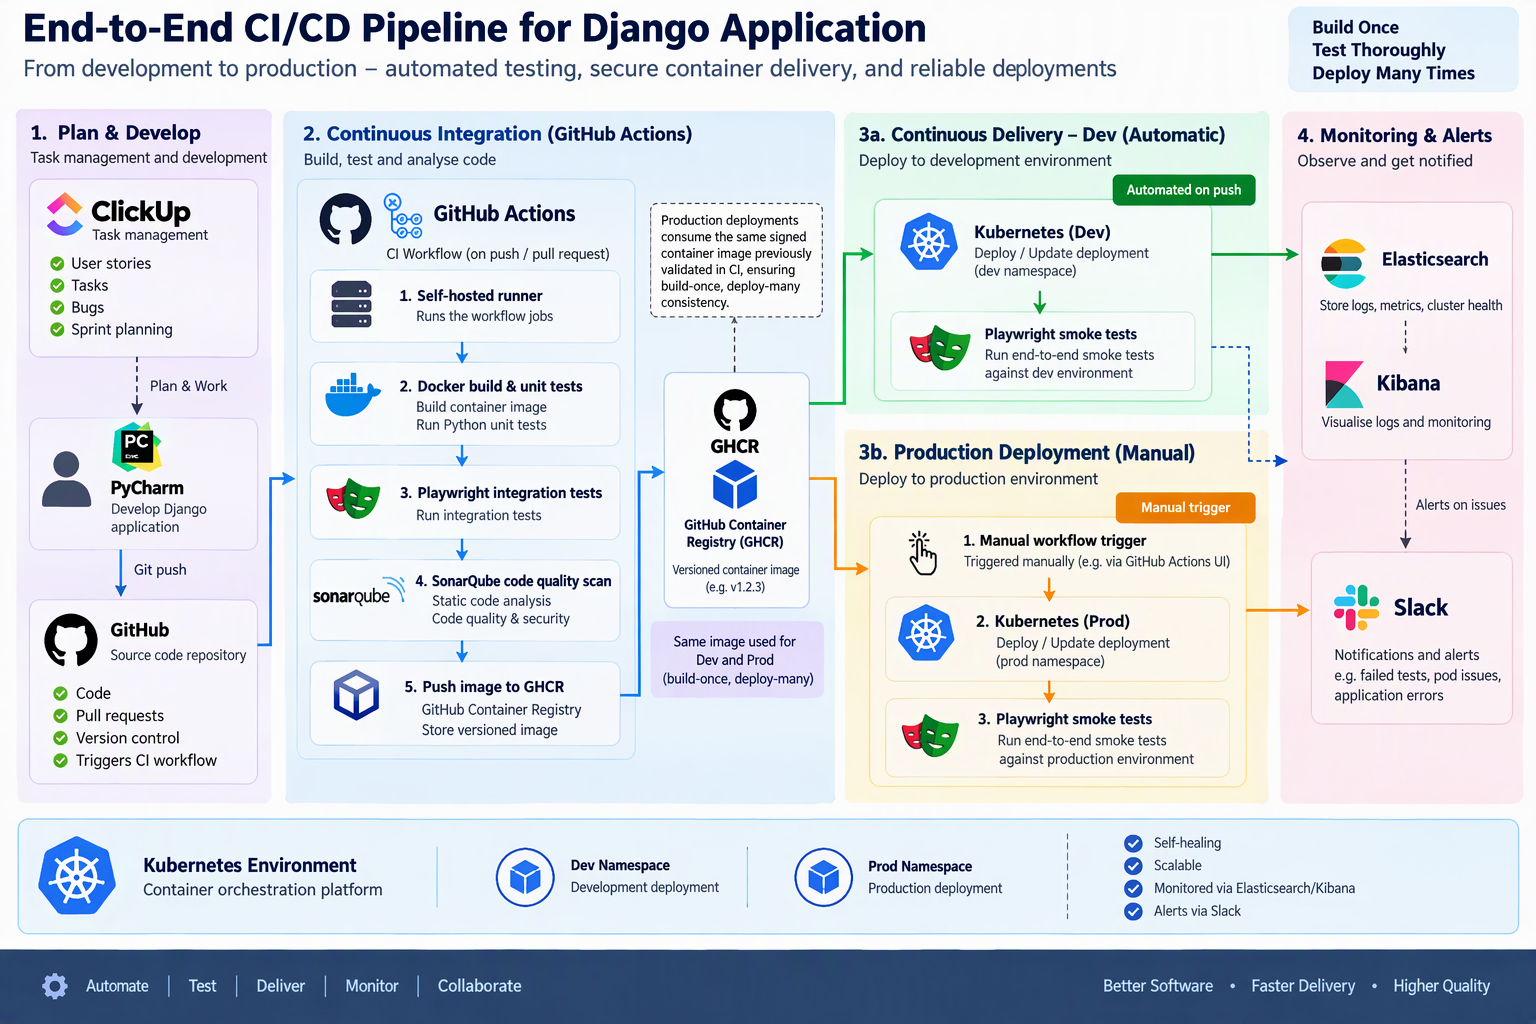 End-to-End CI/CD Pipeline for Django Application
From development to production – automated testing, secure container delivery, and reliable deployments
Build Once
Test Thoroughly
Deploy Many Times
1. Plan & Develop
Task management and development
ClickUp
Task management
User stories
Tasks
Bugs
Sprint planning
Plan & Work
PC
PyCharm
Develop Django
application
Git push
GitHub
Source code repository
Code
Pull requests
Version control
Triggers CI workflow
2. Continuous Integration (GitHub Actions)
Build, test and analyse code
GitHub Actions
CI Workflow (on push / pull request)
1. Self-hosted runner
Runs the workflow jobs
2. Docker build & unit tests
Build container image
Run Python unit tests
3. Playwright integration tests
Run integration tests
sonarqube
4. SonarQube code quality scan
Static code analysis
Code quality & security
5. Push image to GHCR
GitHub Container Registry
Store versioned image
Production deployments
consume the same signed
container image previously
validated in CI, ensuring
build-once, deploy-many
consistency.
GHCR
GitHub Container
Registry (GHCR)
Versioned container image
(e.g. v1.2.3)
Same image used for
Dev and Prod
(build-once, deploy-many)
3a. Continuous Delivery – Dev (Automatic)
Deploy to development environment
Automated on push
Kubernetes (Dev)
Deploy / Update deployment
(dev namespace)
Playwright smoke tests
Run end-to-end smoke tests
against dev environment
3b. Production Deployment (Manual)
Deploy to production environment
Manual trigger
1. Manual workflow trigger
Triggered manually (e.g. via GitHub Actions UI)
2. Kubernetes (Prod)
Deploy / Update deployment
(prod namespace)
3. Playwright smoke tests
Run end-to-end smoke tests
against production environment
4. Monitoring & Alerts
Observe and get notified
Elasticsearch
Store logs, metrics, cluster health
Kibana
Visualise logs and monitoring
Alerts on issues
Slack
Notifications and alerts
e.g. failed tests, pod issues,
application errors
Kubernetes Environment
Container orchestration platform
Dev Namespace
Development deployment
Prod Namespace
Production deployment
Self-healing
Scalable
Monitored via Elasticsearch/Kibana
Alerts via Slack
Automate | Test | Deliver | Monitor | Collaborate
Better Software • Faster Delivery • Higher Quality